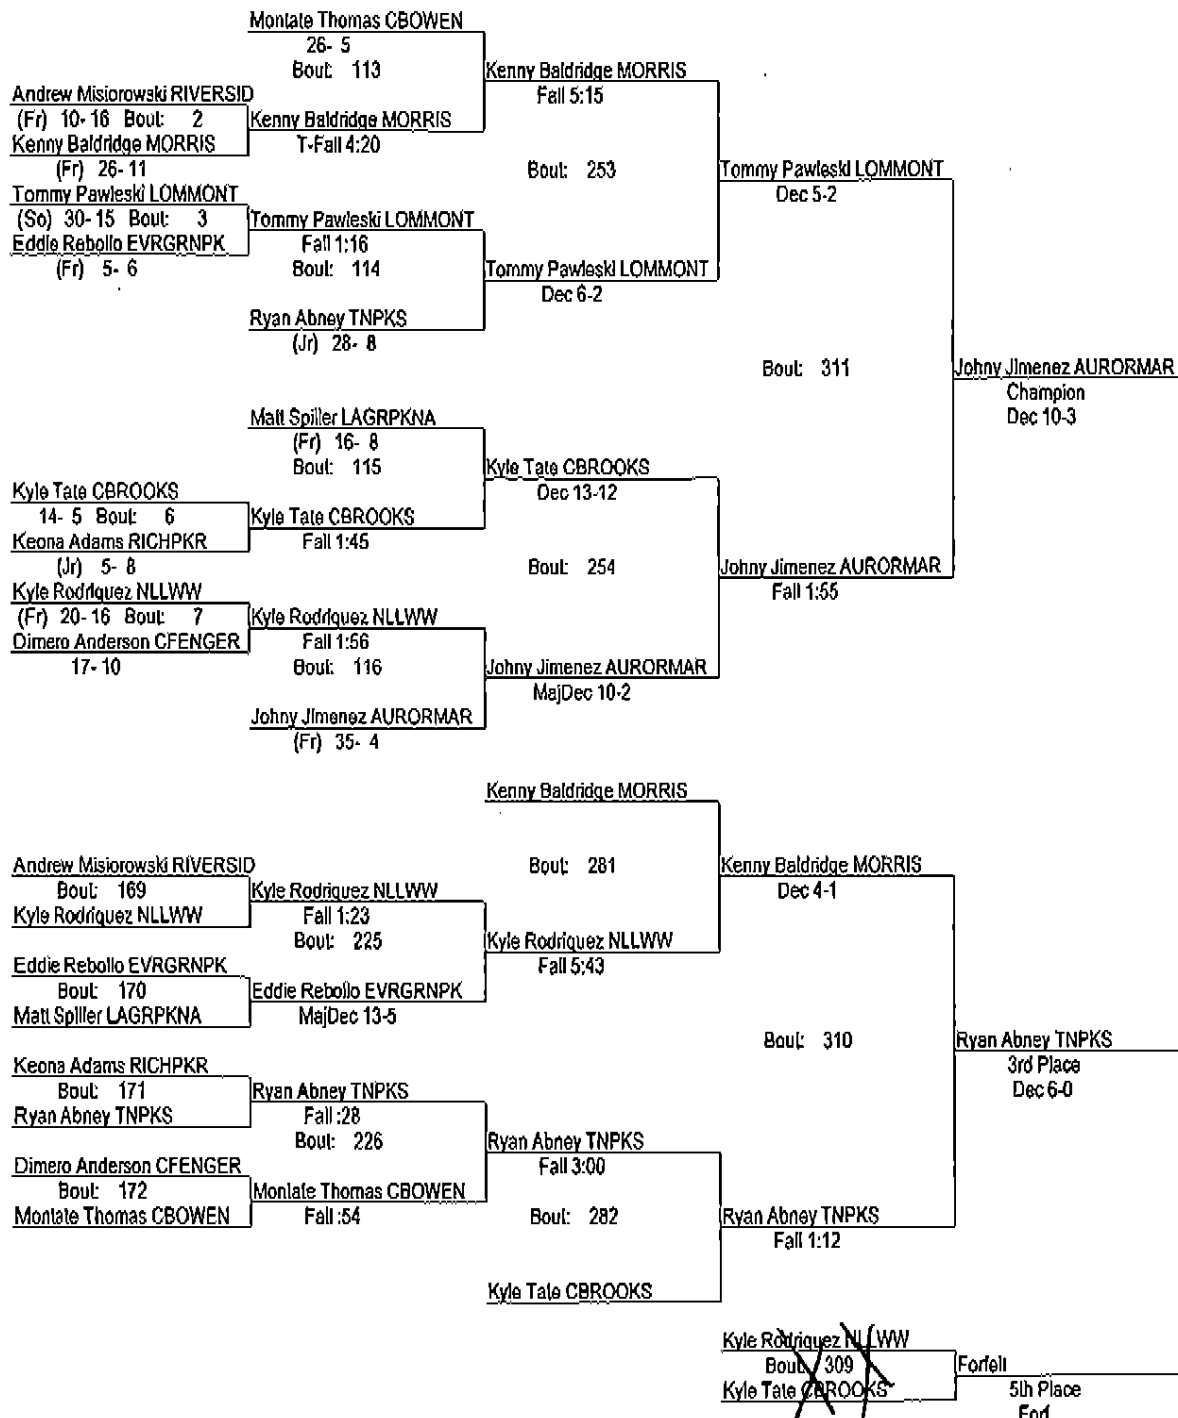 Montate Thomas CBOWEN
26- 5
Bout: 113
Kenny Baldridge MORRIS
Fall 5:15
Andrew Misiorowski RIVERSID
(Fr) 10- 16 Bout: 2
Kenny Baldridge MORRIS
(Fr) 26- 11
Kenny Baldridge MORRIS
T-Fall 4:20
Bout: 253
Tommy Pawleski LOMMONT
Dec 5-2
Tommy Pawleski LOMMONT
(So) 30- 15 Bout: 3
Eddie Rebollo EVRGRNPK
(Fr) 5- 6
Tommy Pawleski LOMMONT
Fall 1:16
Bout: 114
Tommy Pawleski LOMMONT
Dec 6-2
Ryan Abney TNPKS
(Jr) 28- 8
Bout: 311
Johny Jimenez AURORMAR
Champion
Dec 10-3
Matt Spiller LAGRPKNA
(Fr) 16- 8
Bout: 115
Kyle Tate CBROOKS
Dec 13-12
Kyle Tate CBROOKS
14- 5 Bout: 6
Keona Adams RICHPKR
(Jr) 5- 8
Kyle Tate CBROOKS
Fall 1:45
Bout: 254
Johny Jimenez AURORMAR
Fall 1:55
Kyle Rodriquez NLLWW
(Fr) 20- 16 Bout: 7
Dimero Anderson CFENGER
17- 10
Kyle Rodriquez NLLWW
Fall 1:56
Bout: 116
Johny Jimenez AURORMAR
MajDec 10-2
Johny Jimenez AURORMAR
(Fr) 35- 4
Kenny Baldridge MORRIS
Bout: 281
Kenny Baldridge MORRIS
Dec 4-1
Andrew Misiorowski RIVERSID
Bout: 169
Kyle Rodriquez NLLWW
Kyle Rodriquez NLLWW
Fall 1:23
Bout: 225
Kyle Rodriquez NLLWW
Fall 5:43
Eddie Rebollo EVRGRNPK
Bout: 170
Matt Spiller LAGRPKNA
Eddie Rebollo EVRGRNPK
MajDec 13-5
Bout: 310
Ryan Abney TNPKS
3rd Place
Dec 6-0
Keona Adams RICHPKR
Bout: 171
Ryan Abney TNPKS
Ryan Abney TNPKS
Fall :28
Bout: 226
Ryan Abney TNPKS
Fall 3:00
Dimero Anderson CFENGER
Bout: 172
Montate Thomas CBOWEN
Montate Thomas CBOWEN
Fall :54
Bout: 282
Ryan Abney TNPKS
Fall 1:12
Kyle Tate CBROOKS
Kyle Rodriquez NLLWW
Bout: 309
Kyle Tate CBROOKS
Forfeit
5th Place
Forf